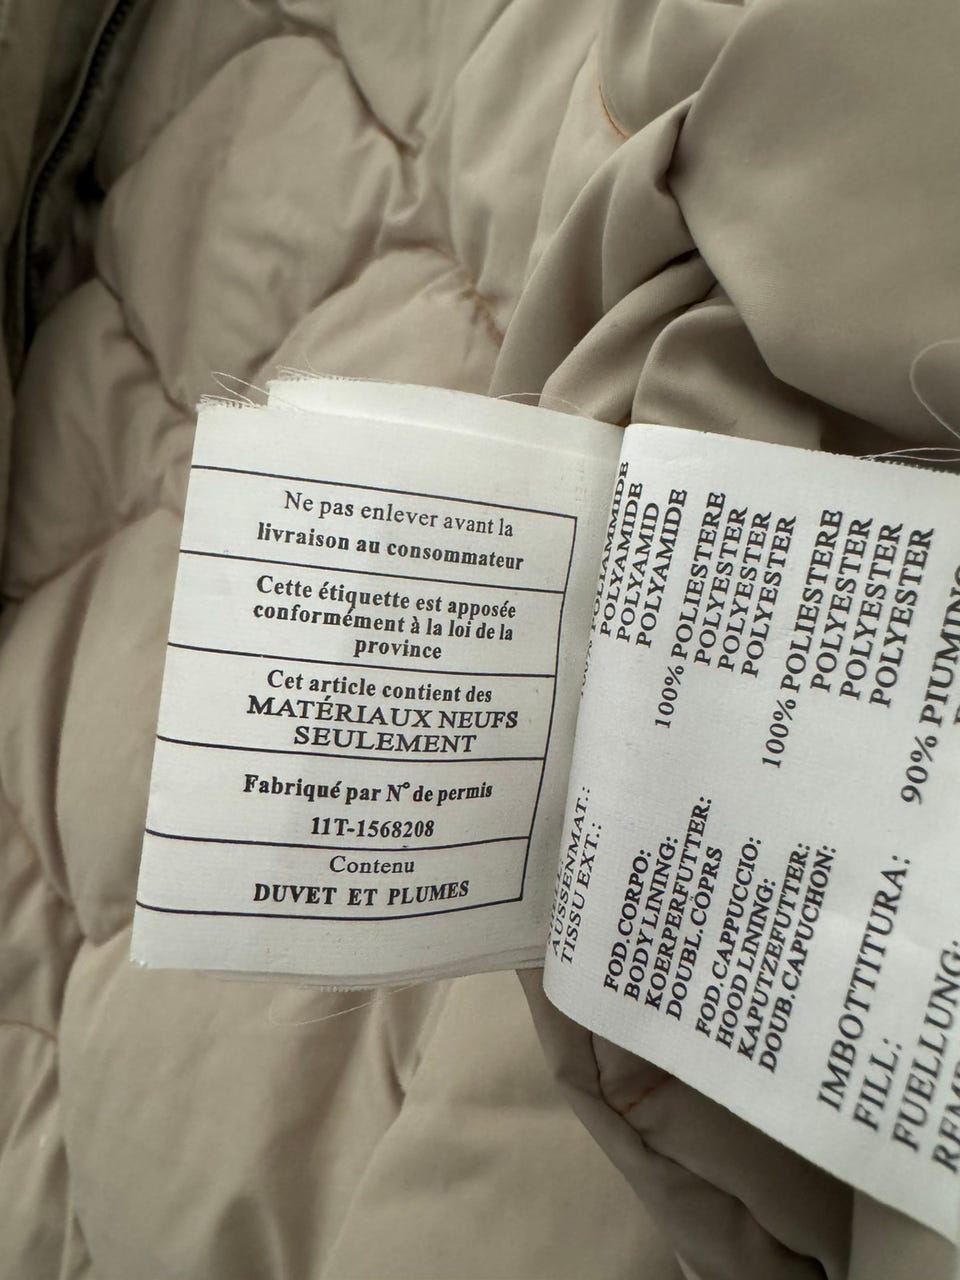 Ne pas enlever avant la
livraison au consommateur
Cette étiquette est apposée
conformément à la loi de la
province
Cet article contient des
MATÉRIAUX NEUFS
SEULEMENT
Fabriqué par N° de permis
11T-1568208
Contenu
DUVET ET PLUMES
POLIAMMIDE
POLYAMIDE
AUSSENMAT.: POLYAMID
TISSU EXT.: POLYAMIDE
FOD.CORPO: 100% POLIESTERE
BODY LINING: POLYESTER
KOERPERFUTTER: POLYESTER
DOUBL.CÖPRS POLYESTER
FOD.CAPPUCCIO: 100% POLIESTERE
HOOD LINING: POLYESTER
KAPUTZEFUTTER: POLYESTER
DOUB.CAPUCHON: POLYESTER
IMBOTTITURA: 90%
FILL:
FUELLUNG: